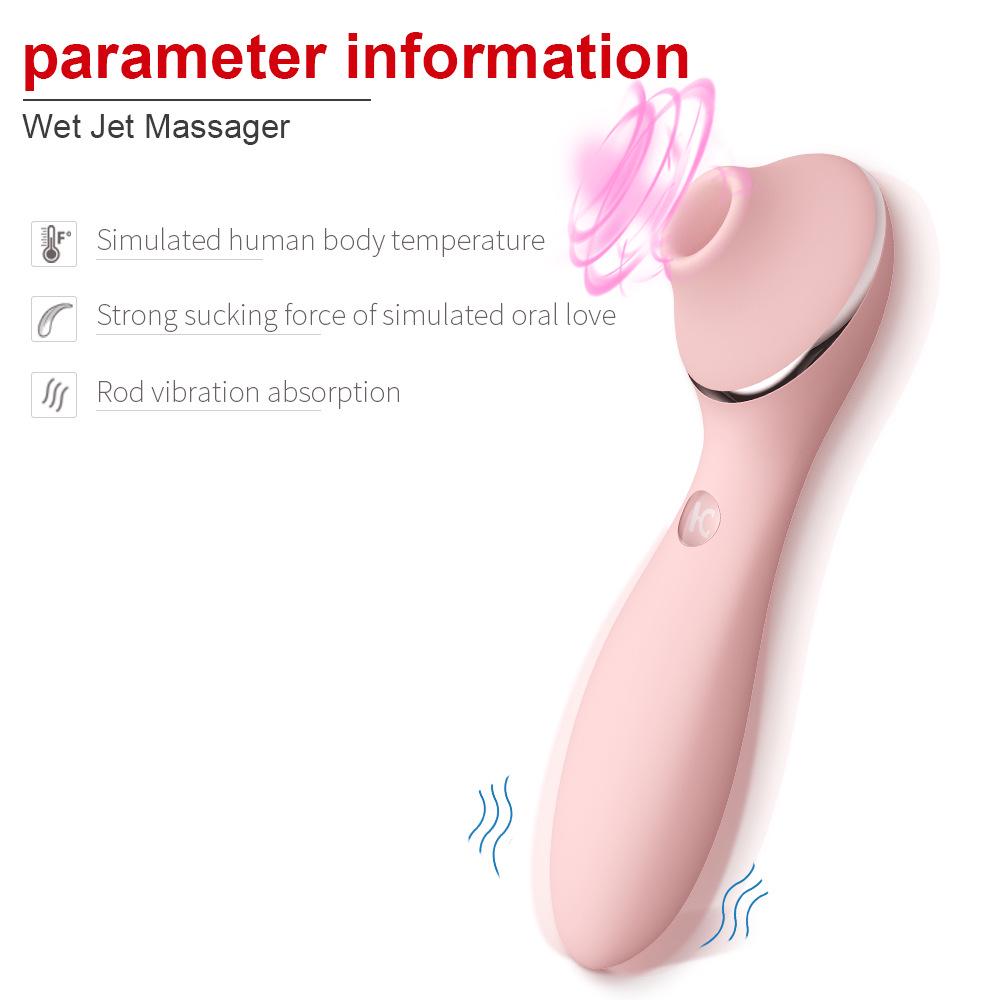 parameter information
Wet Jet Massager
F°
Simulated human body temperature
Strong sucking force of simulated oral love
Rod vibration absorption